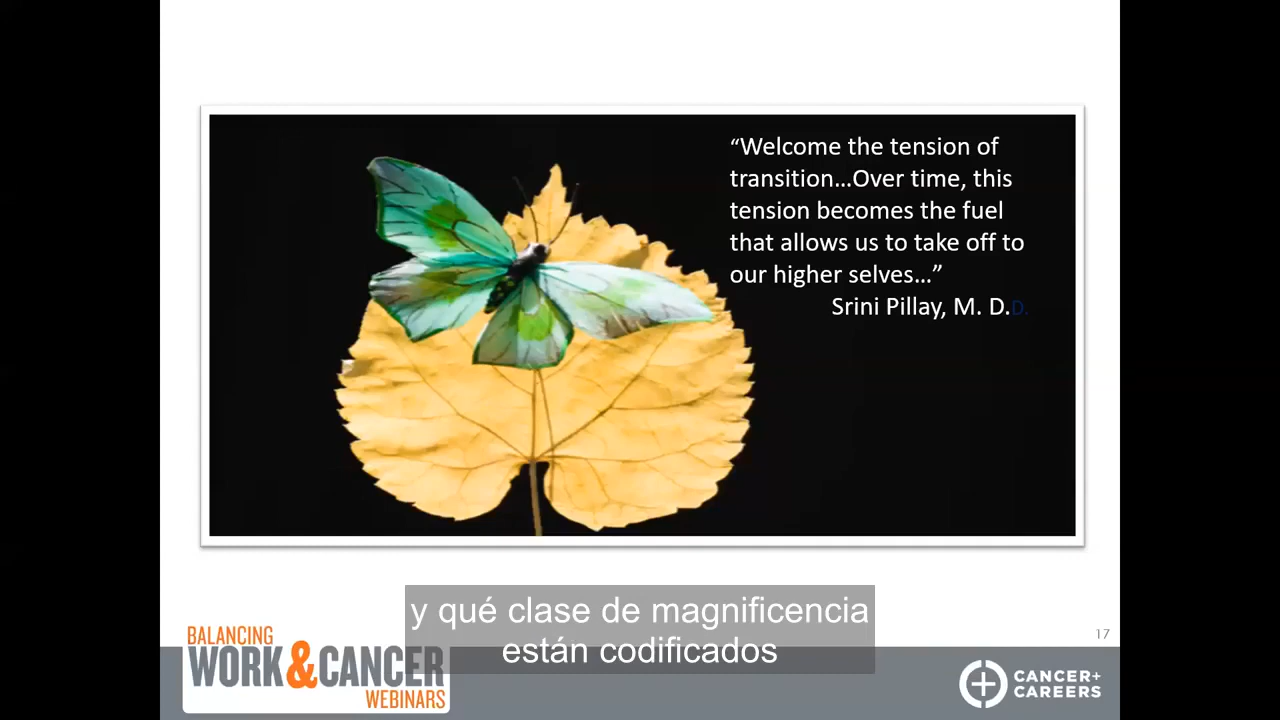 “Welcome the tension of
transition…Over time, this
tension becomes the fuel
that allows us to take off to
our higher selves…”
Srini Pillay, M. D.D.
y qué clase de magnificencia
están codificados
BALANCING
WORK & CANCER
WEBINARS
17
CANCER+
CAREERS